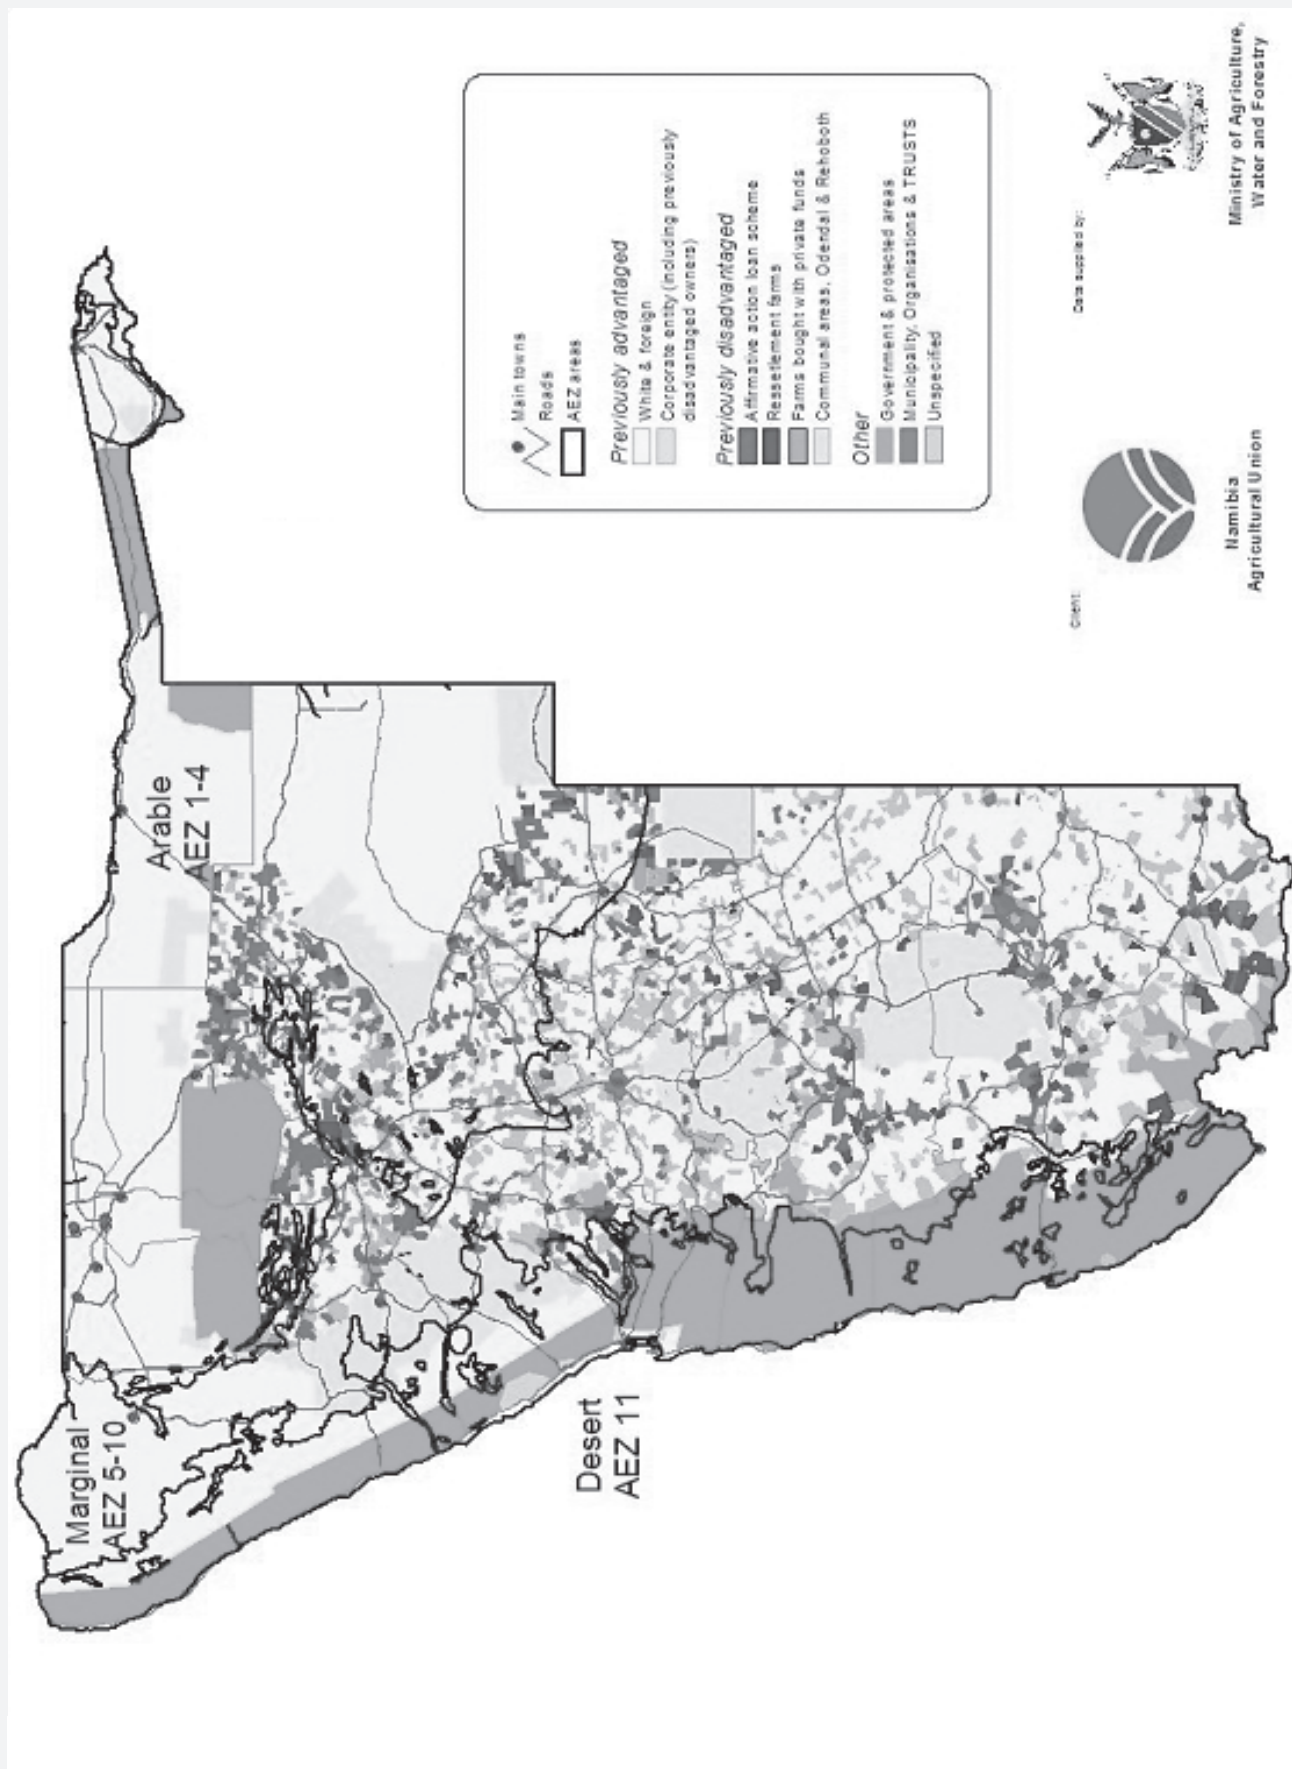 Marginal
AEZ 5-10
Arable
AEZ 1-4
Desert
AEZ 11
Main towns
Roads
AEZ areas
Previously advantaged
White & foreign
Corporate entity (including previously
disadvantaged owners)
Previously disadvantaged
Affirmative action loan scheme
Ressetlement farms
Farms bought with private funds
Communal areas, Odendal & Rehoboth
Other
Government & protected areas
Municipality, Organisations & TRUSTS
Unspecified
Client:
Namibia
Agricultural Union
Data supplied by:
Ministry of Agriculture,
Water and Forestry